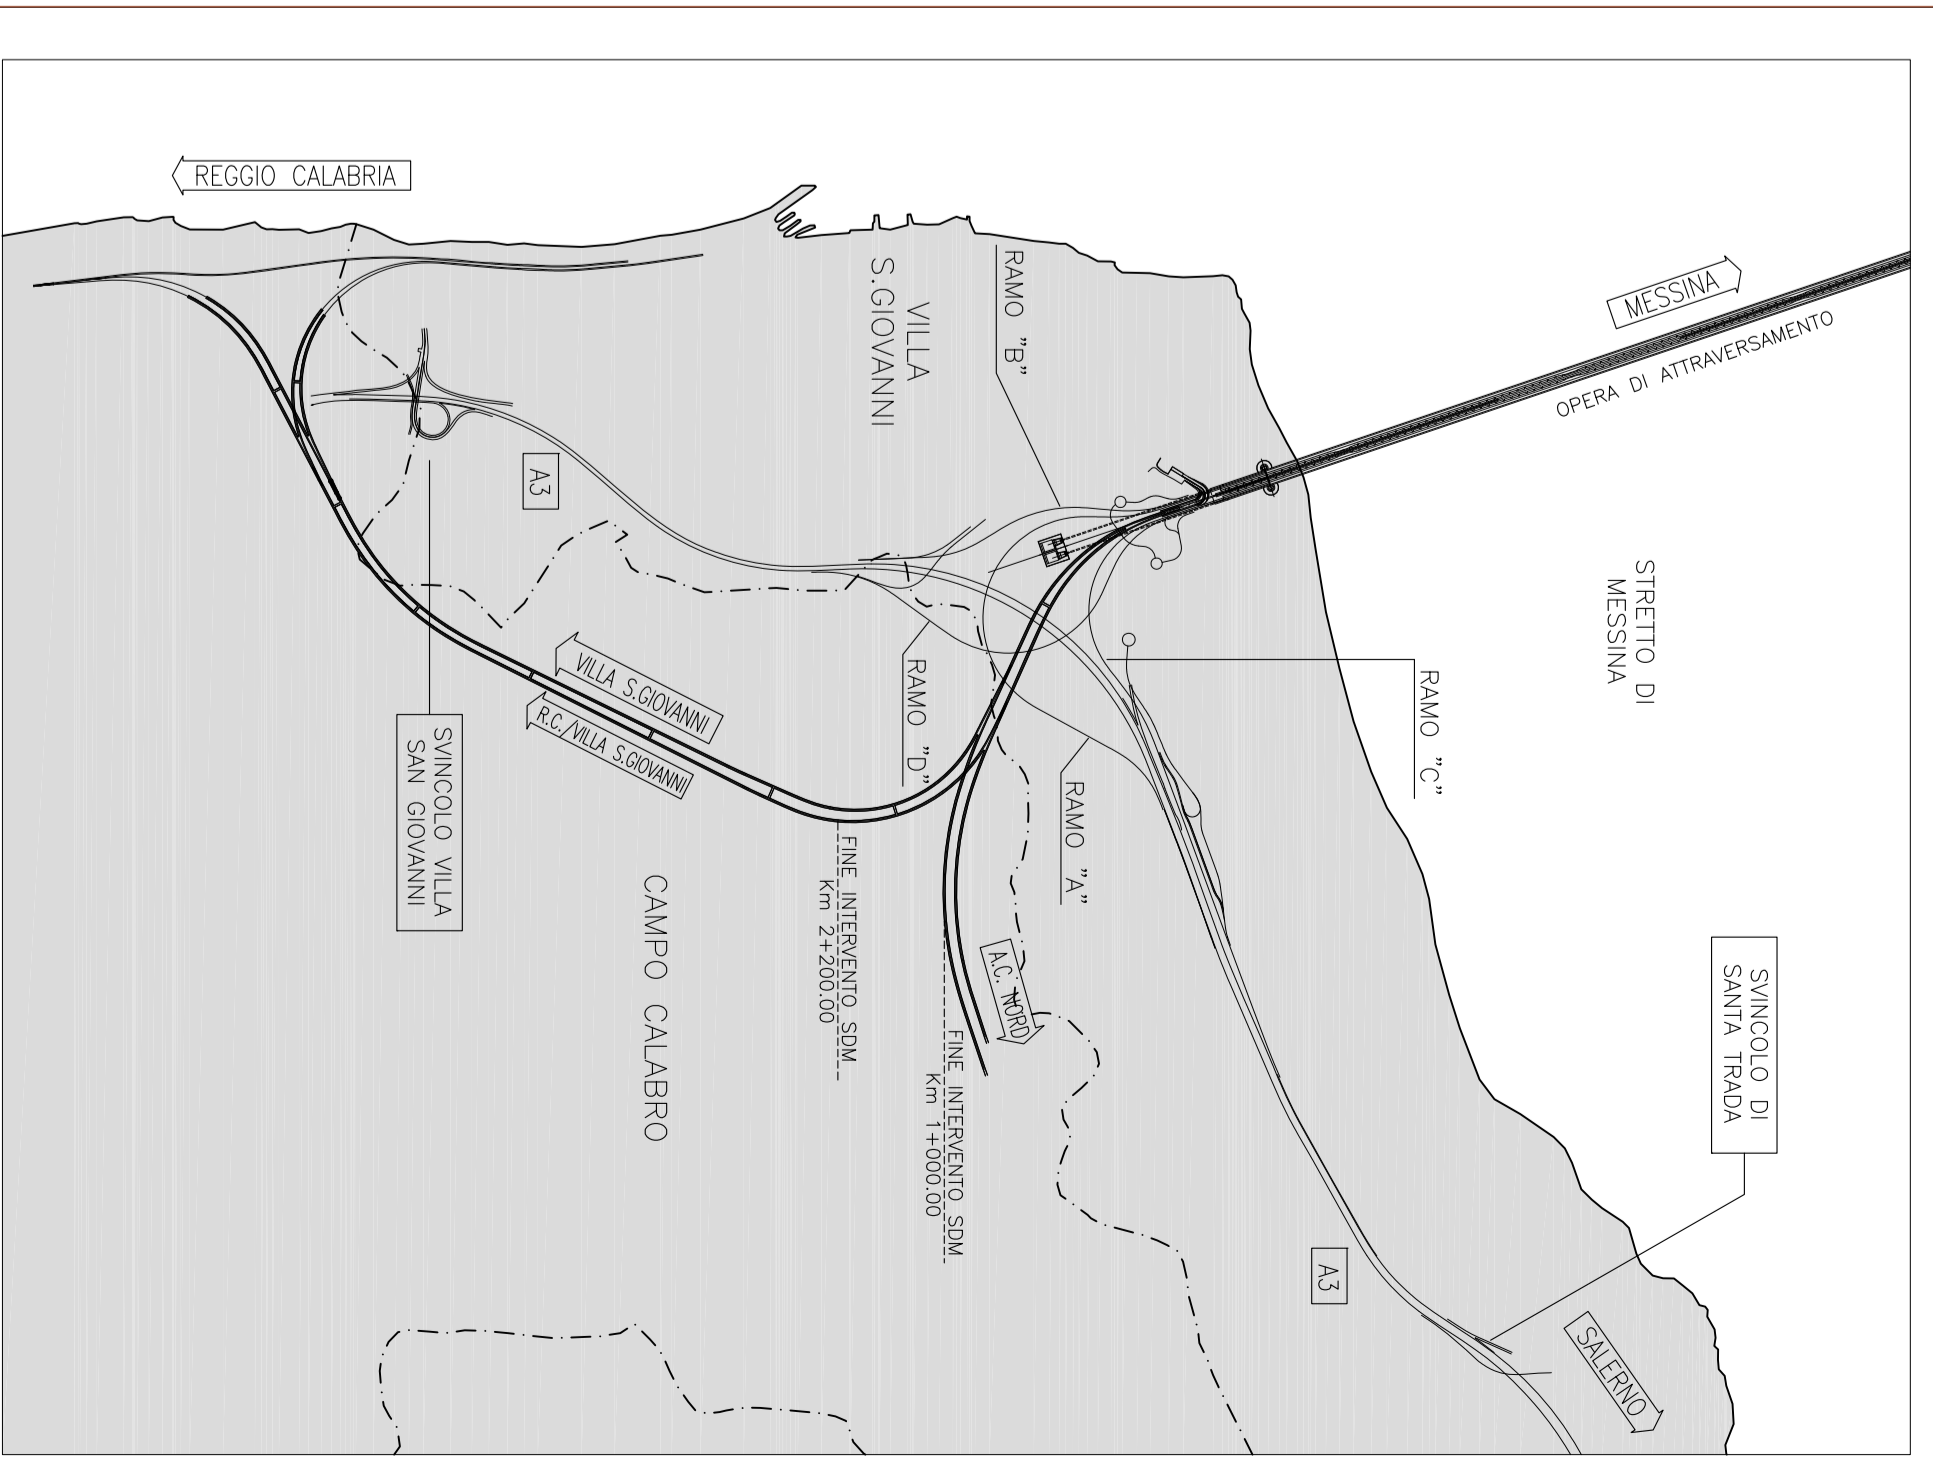 REGGIO CALABRIA
VILLA
S.GIOVANNI
RAMO "B"
MESSINA
OPERA DI ATTRAVERSAMENTO
A3
STRETTO DI
MESSINA
VILLA S.GIOVANNI
R.C./VILLA S.GIOVANNI
RAMO "D"
RAMO "C"
RAMO "A"
SVINCOLO VILLA
SAN GIOVANNI
CAMPO CALABRO
FINE INTERVENTO SDM
Km 2+200.00
A.C. NORD
FINE INTERVENTO SDM
Km 1+000.00
SVINCOLO DI
SANTA TRADA
A3
SALERNO